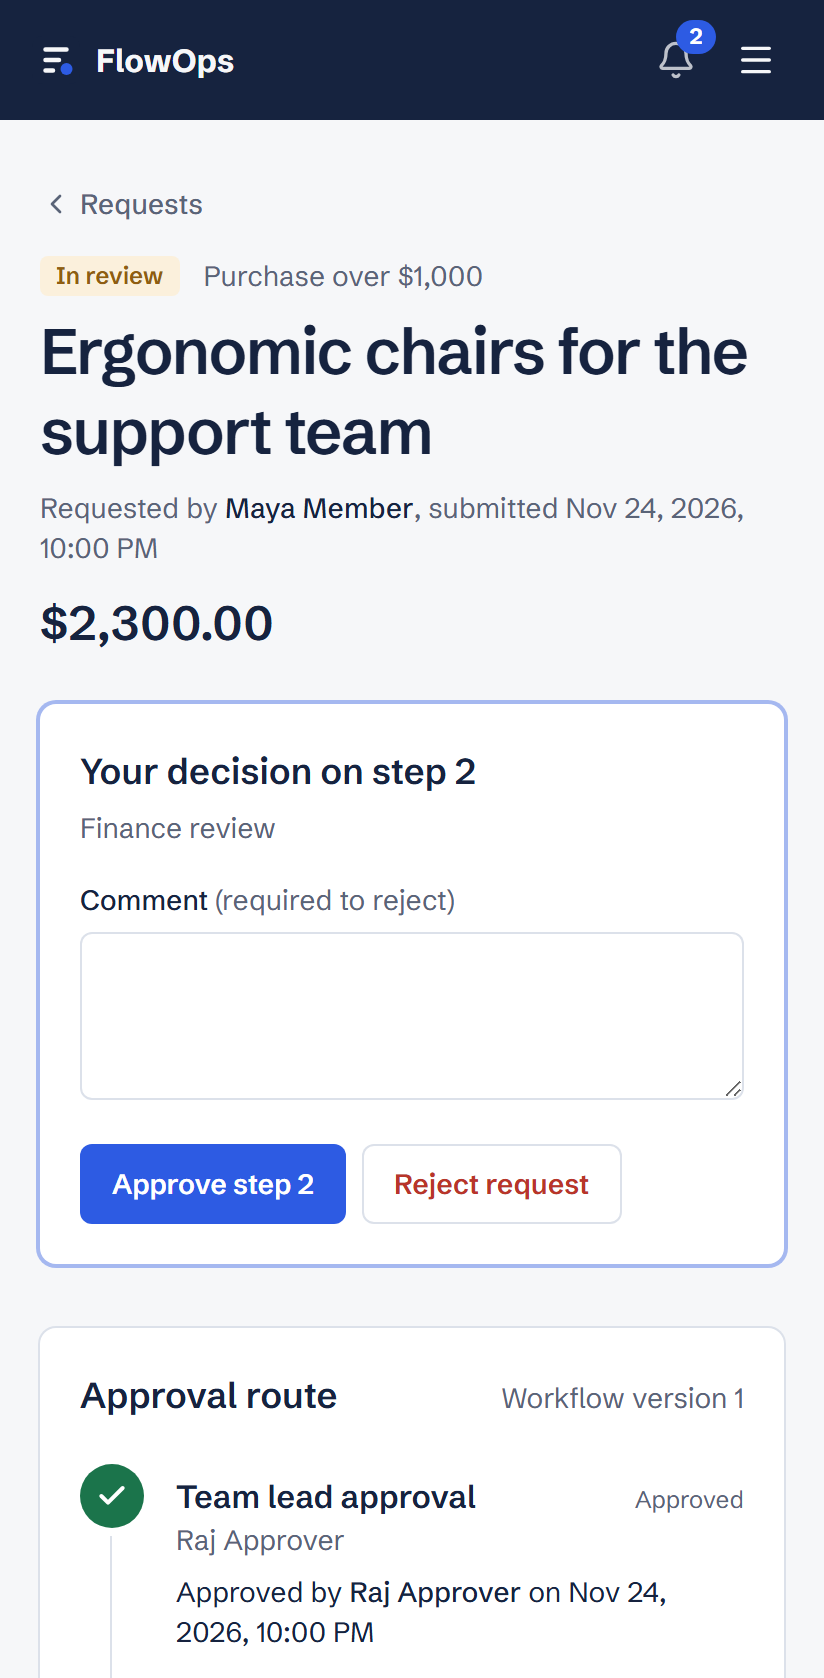 FlowOps
2
Requests
In review
Purchase over $1,000
Ergonomic chairs for the
support team
Requested by Maya Member, submitted Nov 24, 2026,
10:00 PM
$2,300.00
Your decision on step 2
Finance review
Comment (required to reject)
Approve step 2
Reject request
Approval route
Workflow version 1
Team lead approval
Approved
Raj Approver
Approved by Raj Approver on Nov 24,
2026, 10:00 PM